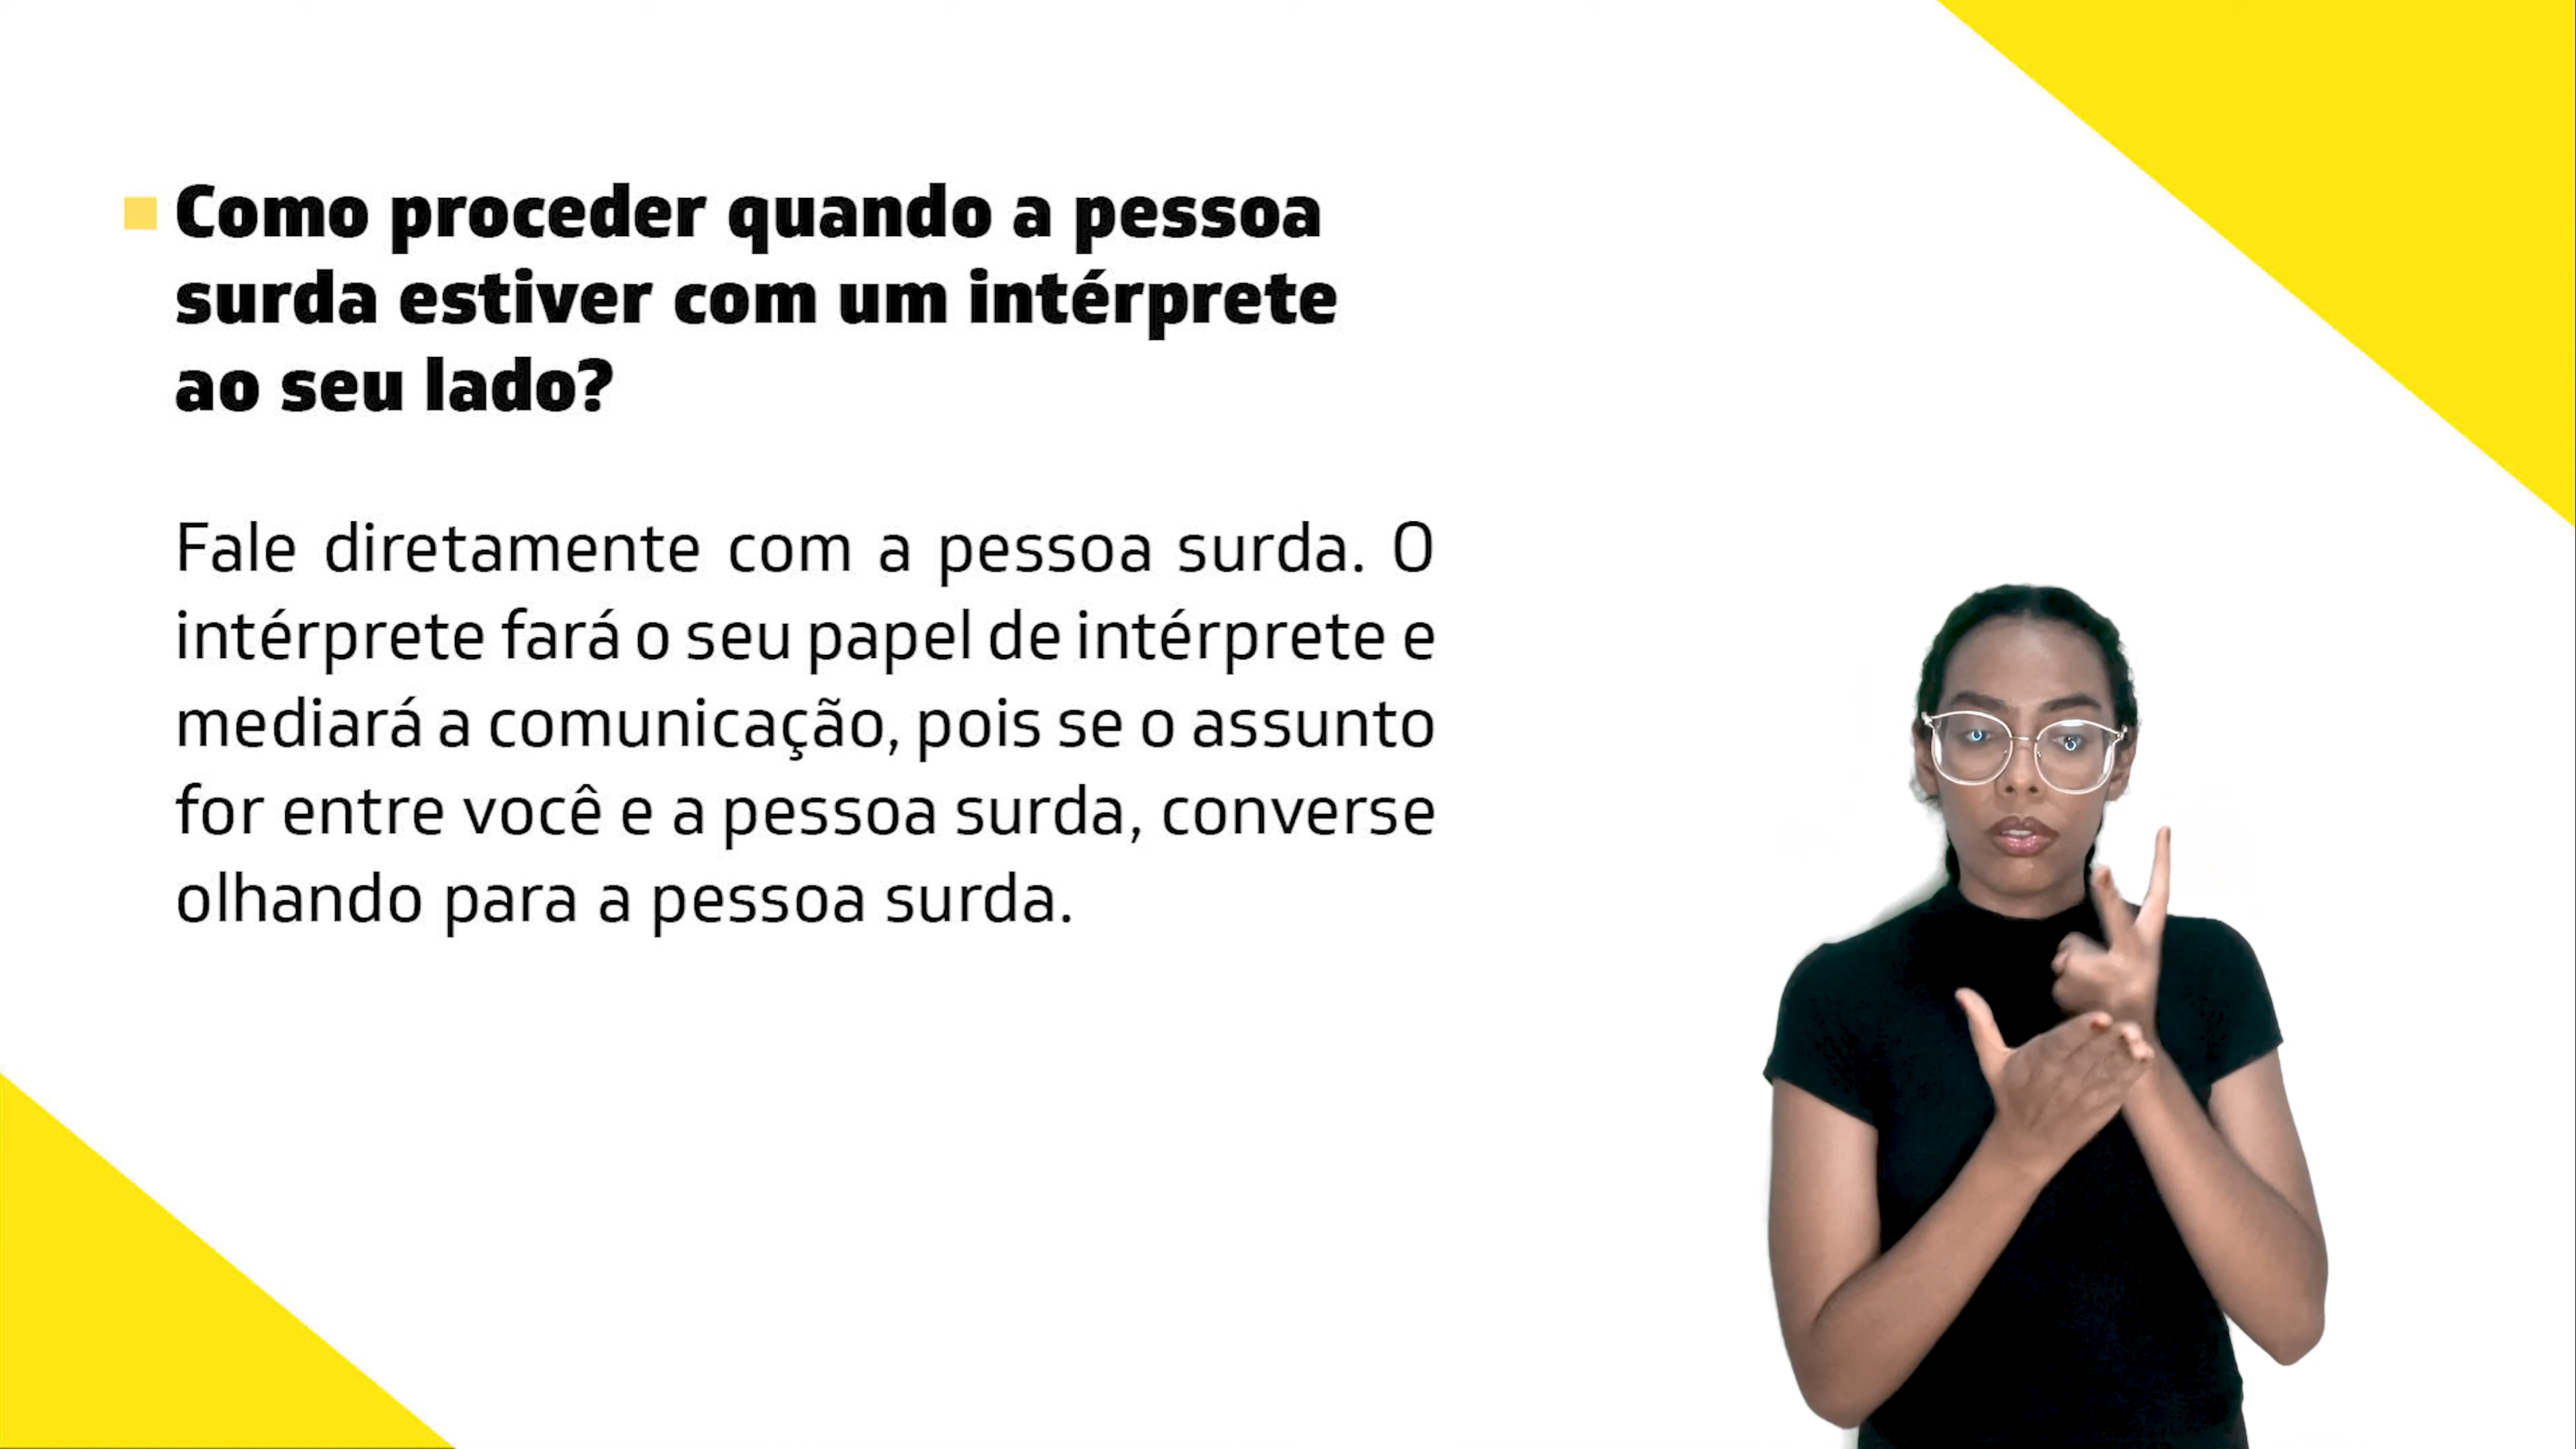 Como proceder quando a pessoa
surda estiver com um intérprete
ao seu lado?
Fale diretamente com a pessoa surda. O
intérprete fará o seu papel de intérprete e
mediará a comunicação, pois se o assunto
for entre você e a pessoa surda, converse
olhando para a pessoa surda.